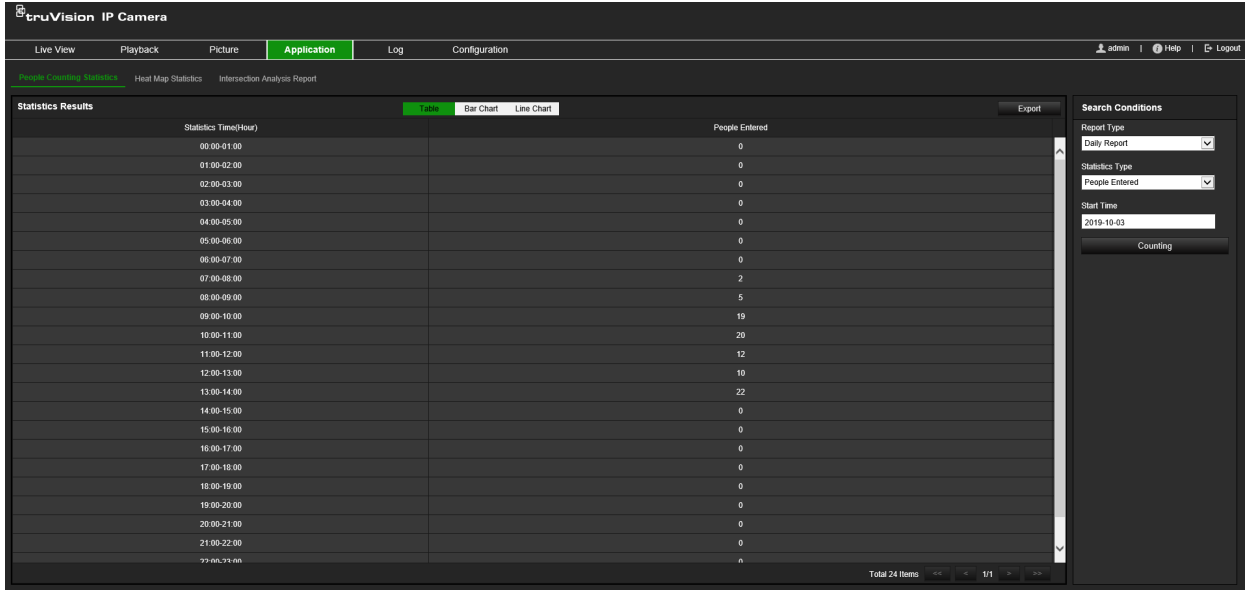 truVision IP Camera
Live View Playback Picture Application Log Configuration admin | Help | Logout
People Counting Statistics Heat Map Statistics Intersection Analysis Report
Statistics Results Table Bar Chart Line Chart Export
Statistics Time(Hour) People Entered
00:00-01:00 0
01:00-02:00 0
02:00-03:00 0
03:00-04:00 0
04:00-05:00 0
05:00-06:00 0
06:00-07:00 0
07:00-08:00 2
08:00-09:00 5
09:00-10:00 19
10:00-11:00 20
11:00-12:00 12
12:00-13:00 10
13:00-14:00 22
14:00-15:00 0
15:00-16:00 0
16:00-17:00 0
17:00-18:00 0
18:00-19:00 0
19:00-20:00 0
20:00-21:00 0
21:00-22:00 0
22:00-23:00 0
Total 24 Items << < 1/1 > >>
Search Conditions
Report Type
Daily Report
Statistics Type
People Entered
Start Time
2019-10-03
Counting